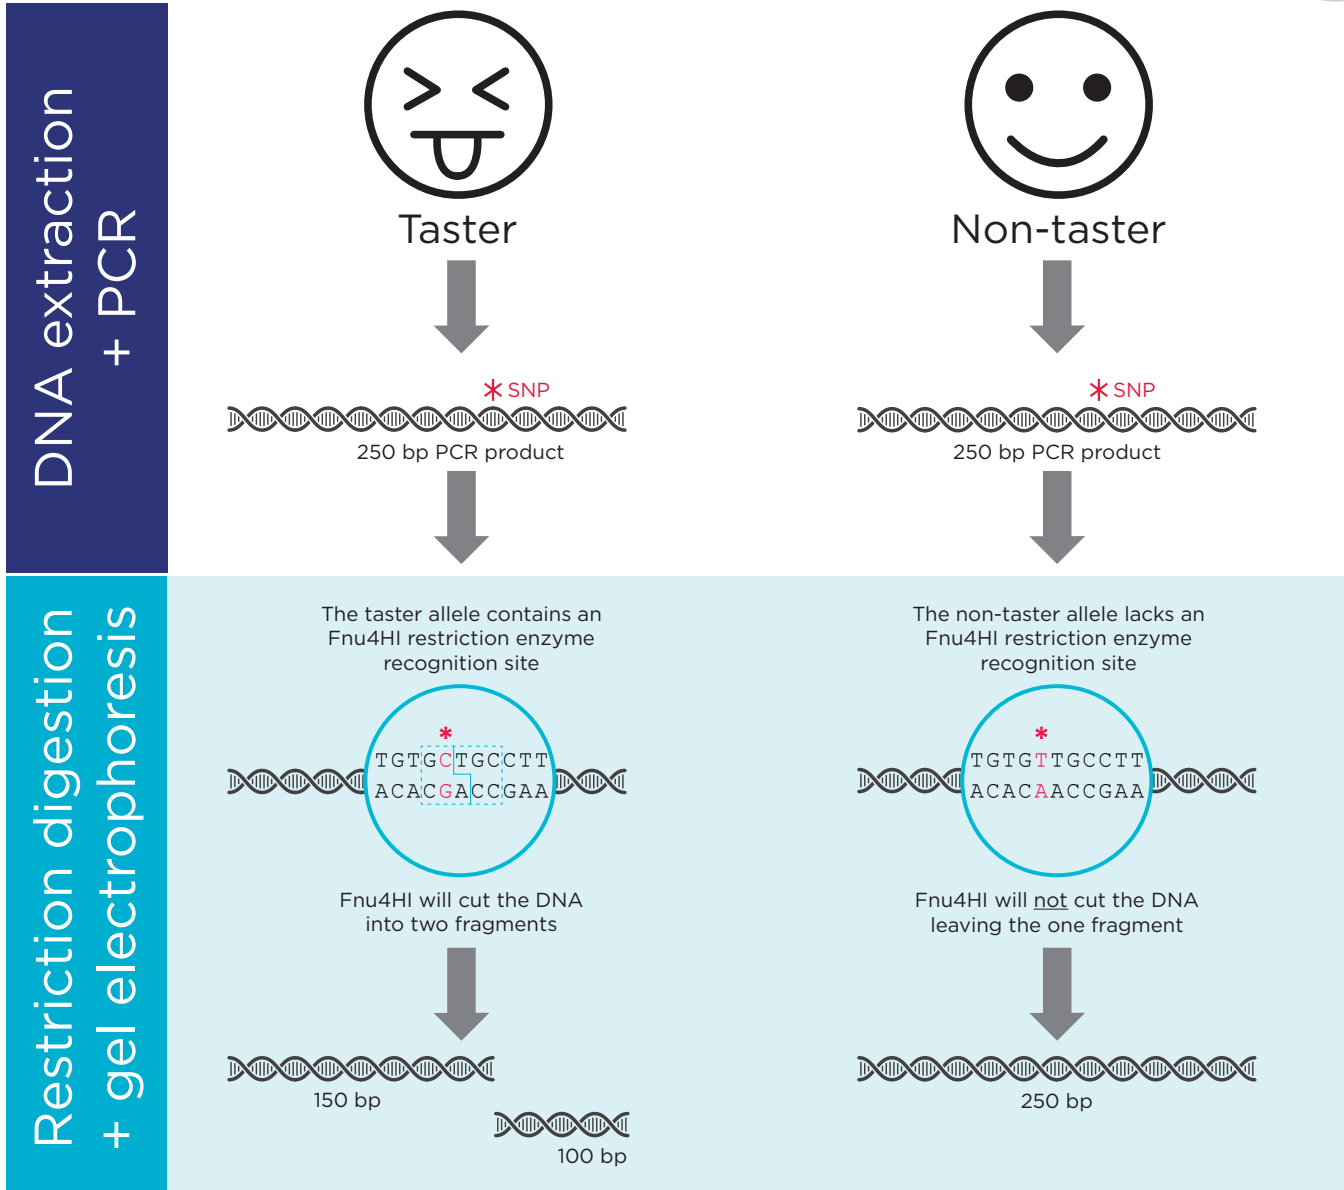 DNA extraction
+ PCR
Taster
Non-taster
* SNP
250 bp PCR product
* SNP
250 bp PCR product
Restriction digestion
+ gel electrophoresis
The taster allele contains an
Fnu4HI restriction enzyme
recognition site
*
TGTGCTGCCTT
ACACGACCGAA
Fnu4HI will cut the DNA
into two fragments
150 bp
100 bp
The non-taster allele lacks an
Fnu4HI restriction enzyme
recognition site
*
TGTGTTGCCTT
ACACAACCGAA
Fnu4HI will not cut the DNA
leaving the one fragment
250 bp